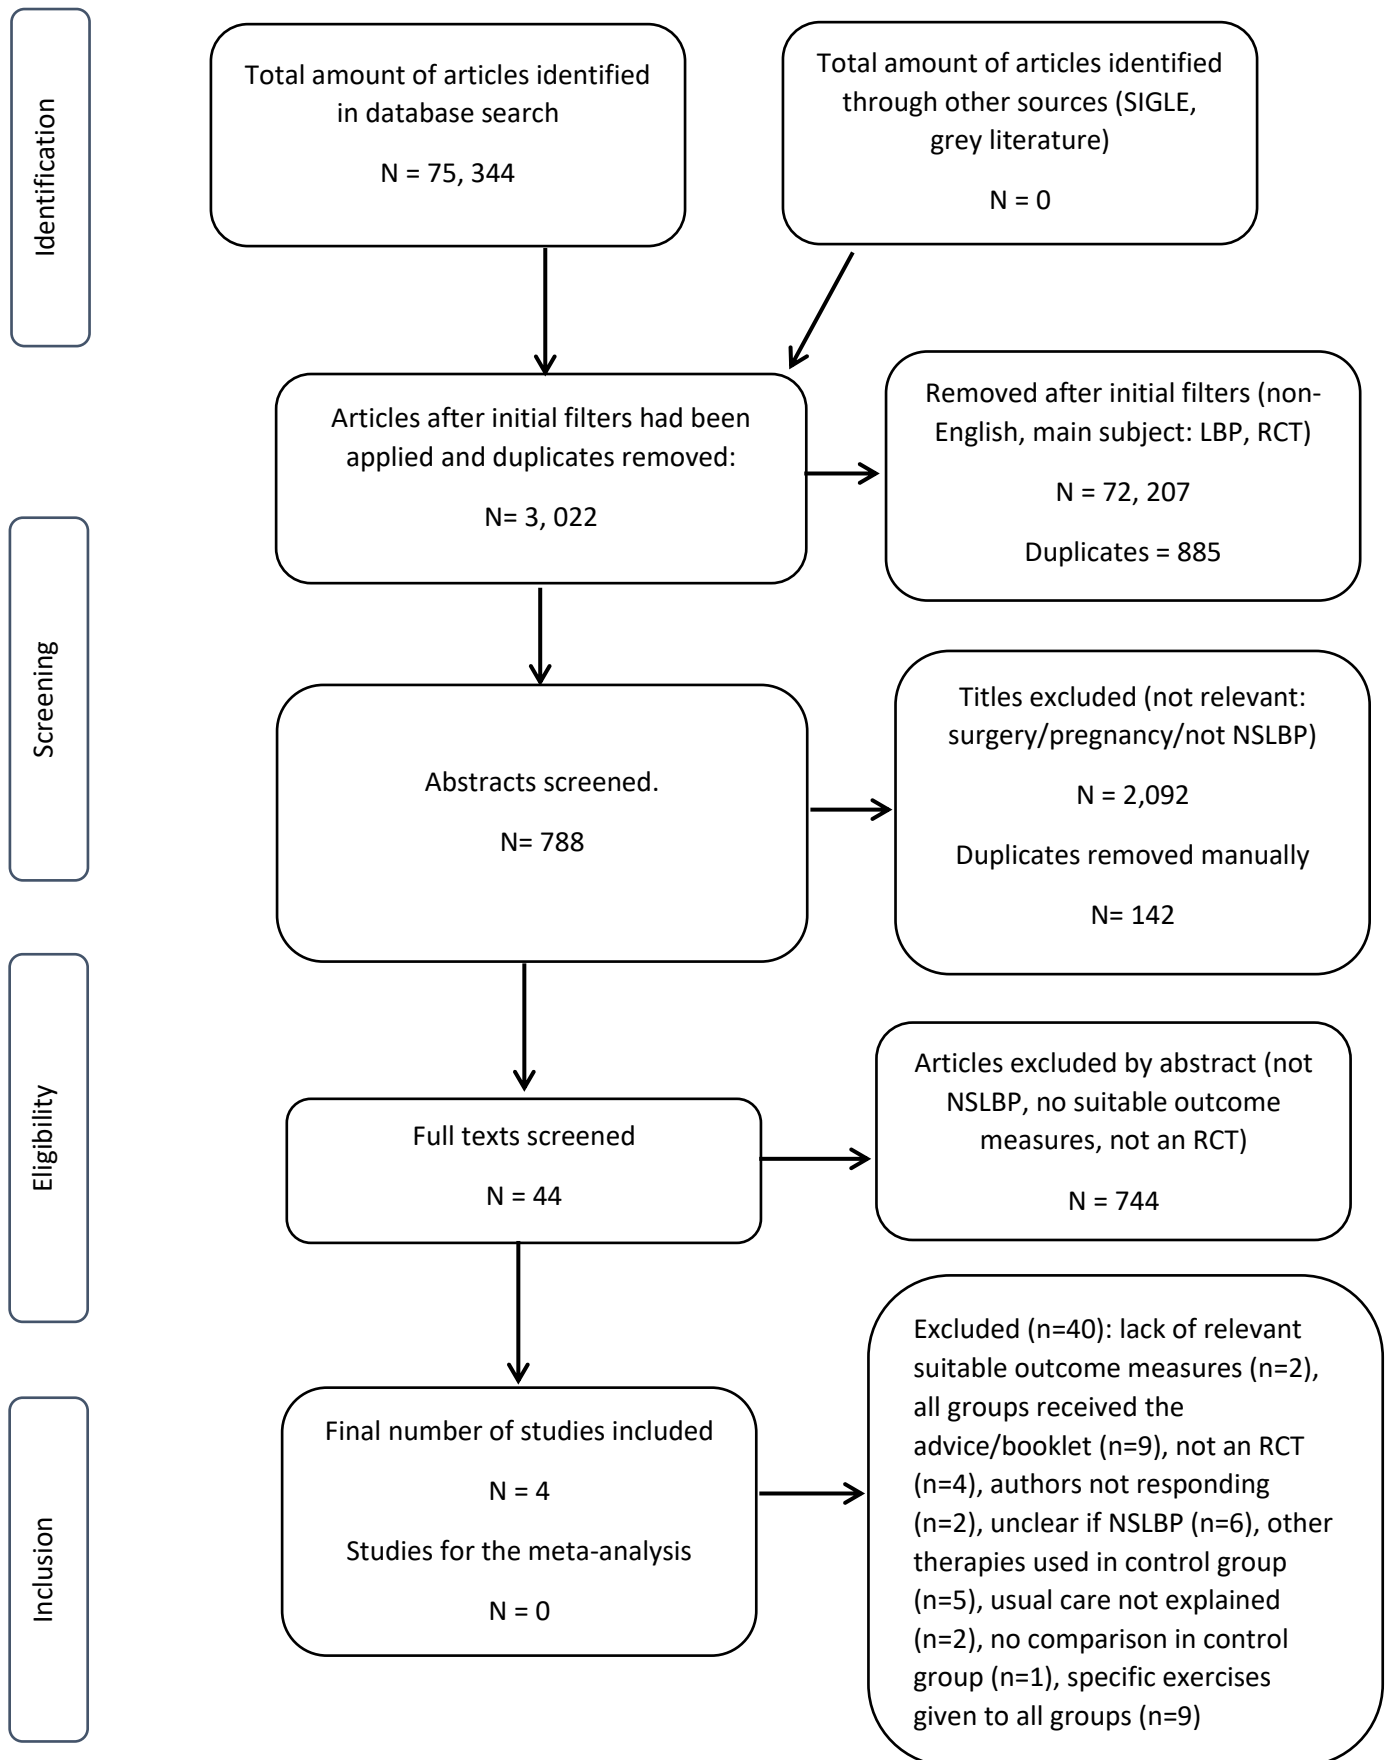 Identification
Total amount of articles identified
in database search
N = 75, 344
Total amount of articles identified
through other sources (SIGLE,
grey literature)
N = 0
Articles after initial filters had been
applied and duplicates removed:
N= 3, 022
Removed after initial filters (non-
English, main subject: LBP, RCT)
N = 72, 207
Duplicates = 885
Screening
Abstracts screened.
N= 788
Titles excluded (not relevant:
surgery/pregnancy/not NSLBP)
N = 2,092
Duplicates removed manually
N= 142
Eligibility
Full texts screened
N = 44
Articles excluded by abstract (not
NSLBP, no suitable outcome
measures, not an RCT)
N = 744
Inclusion
Final number of studies included
N = 4
Studies for the meta-analysis
N = 0
Excluded (n=40): lack of relevant
suitable outcome measures (n=2),
all groups received the
advice/booklet (n=9), not an RCT
(n=4), authors not responding
(n=2), unclear if NSLBP (n=6), other
therapies used in control group
(n=5), usual care not explained
(n=2), no comparison in control
group (n=1), specific exercises
given to all groups (n=9)